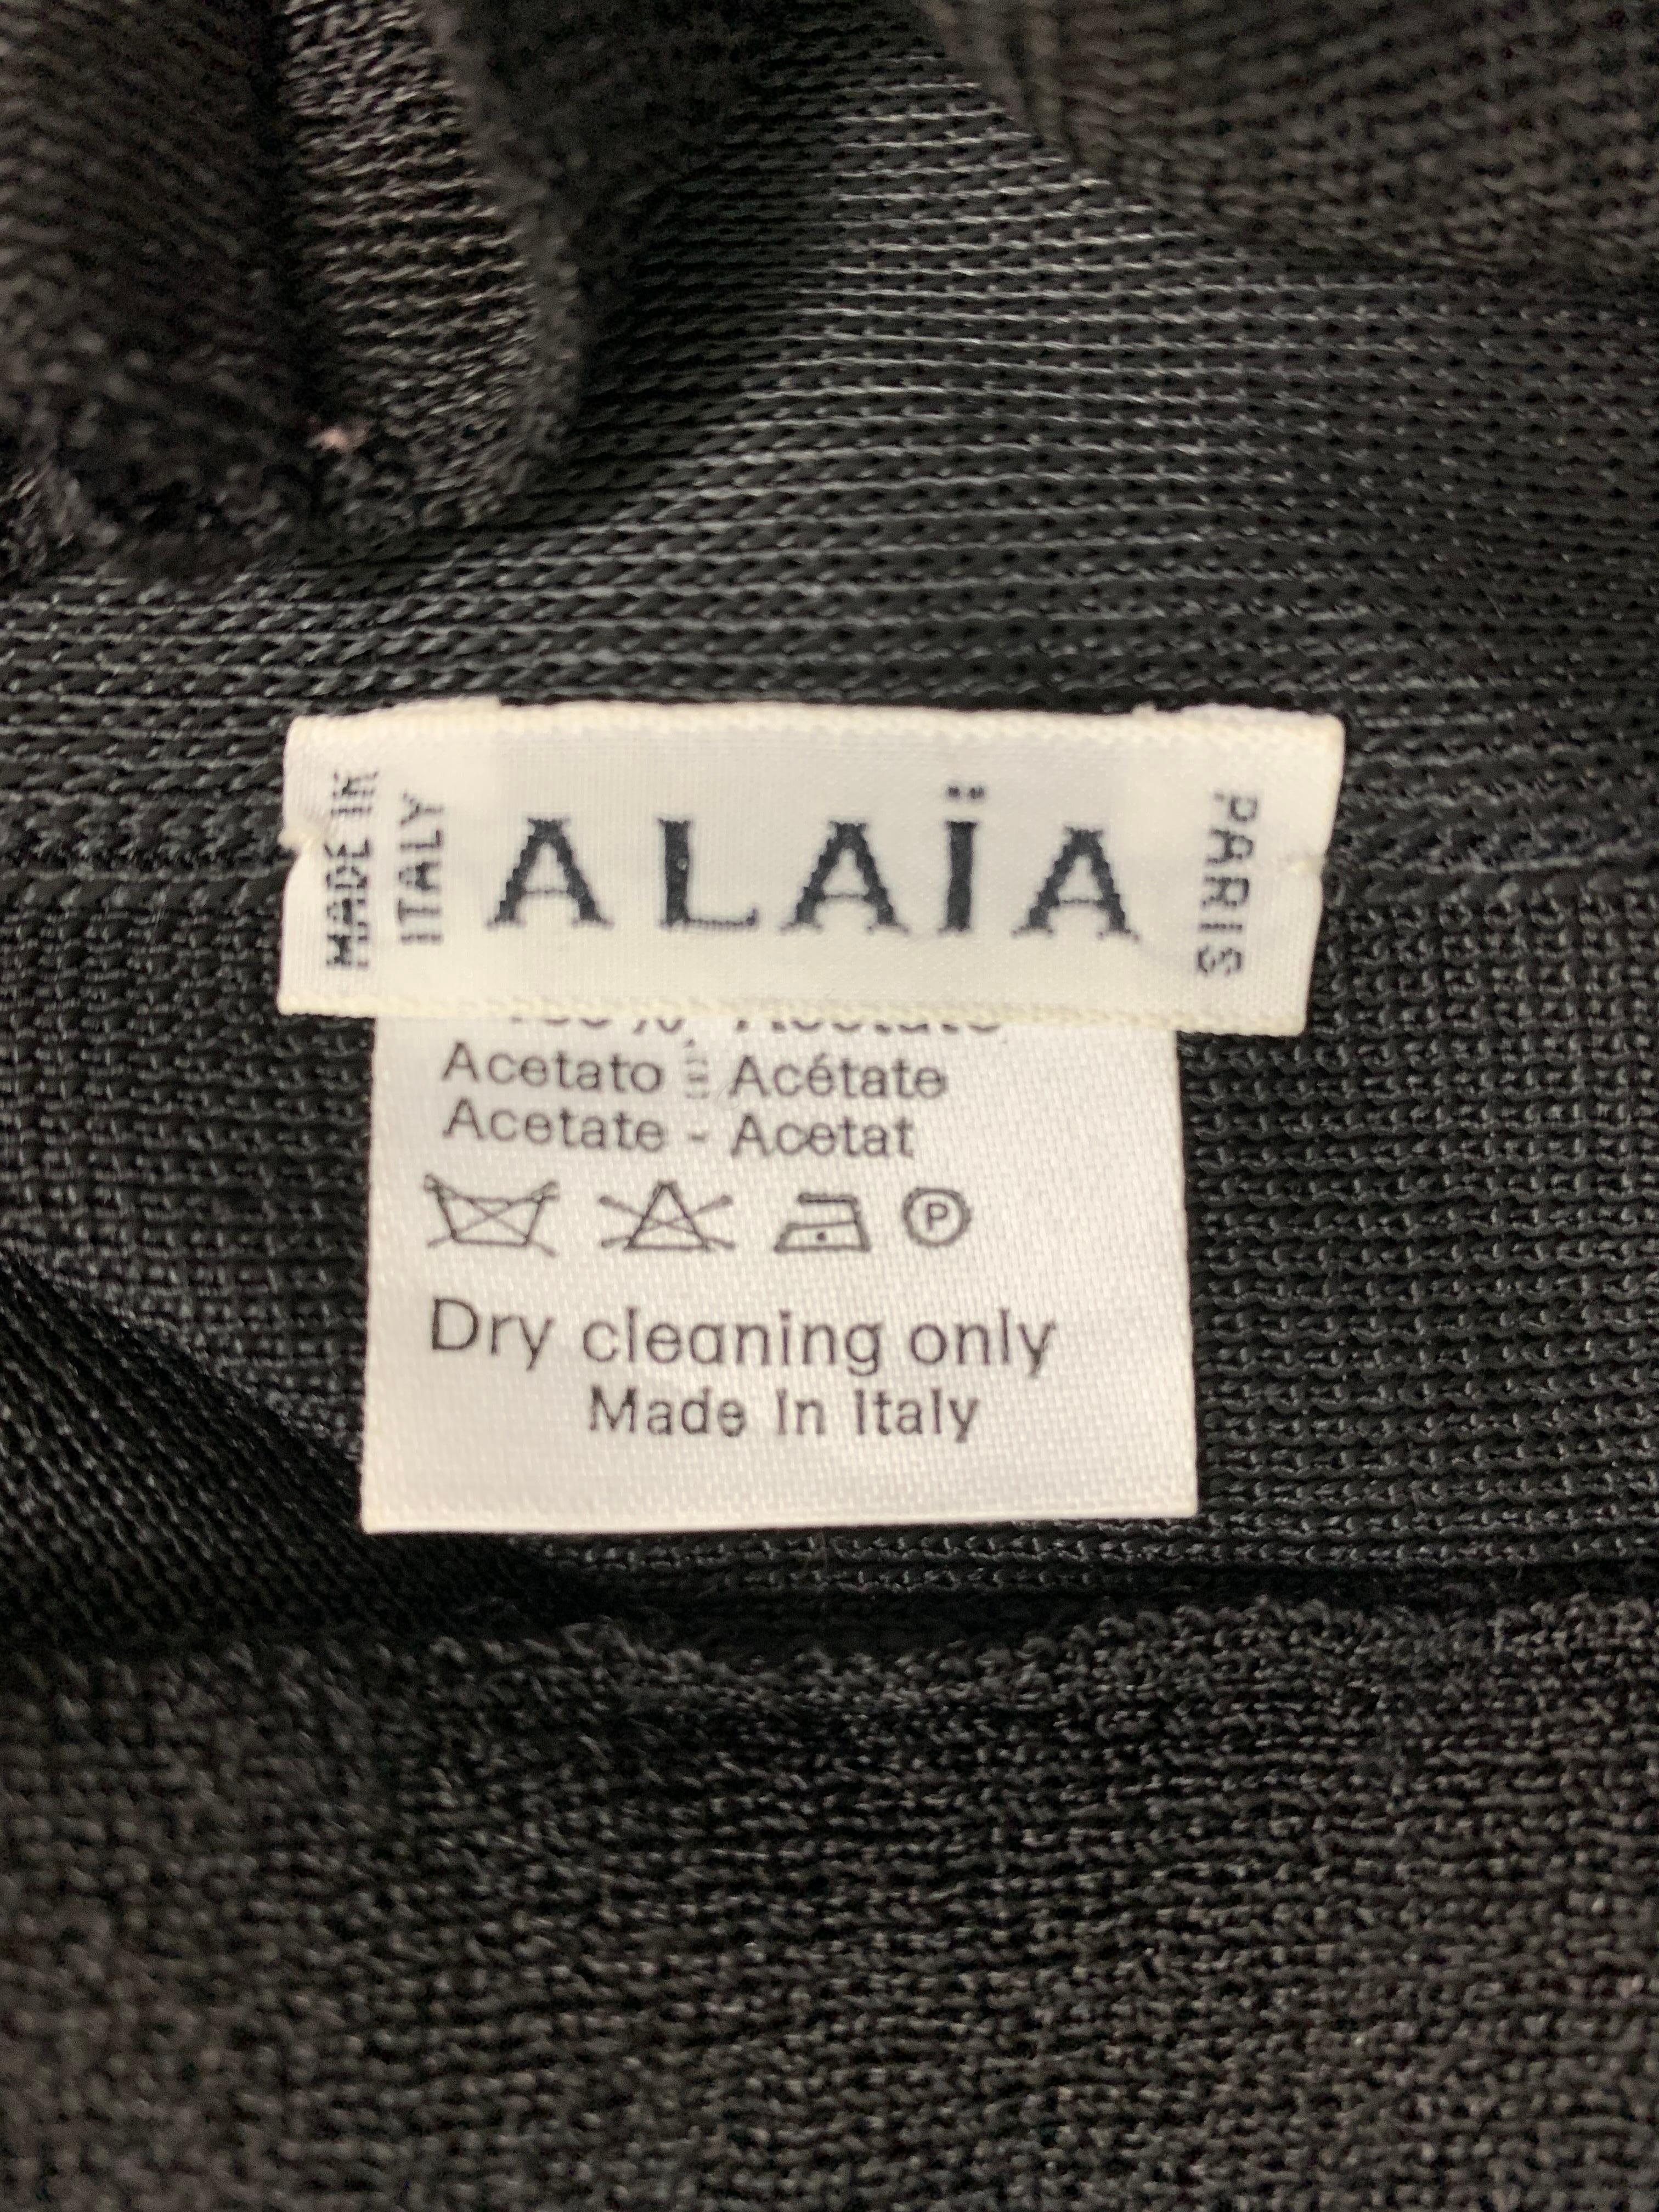 MADE IN
ITALY
ALAÏA
PARIS
Acetato - Acétate
Acetate - Acetat
P
Dry cleaning only
Made In Italy